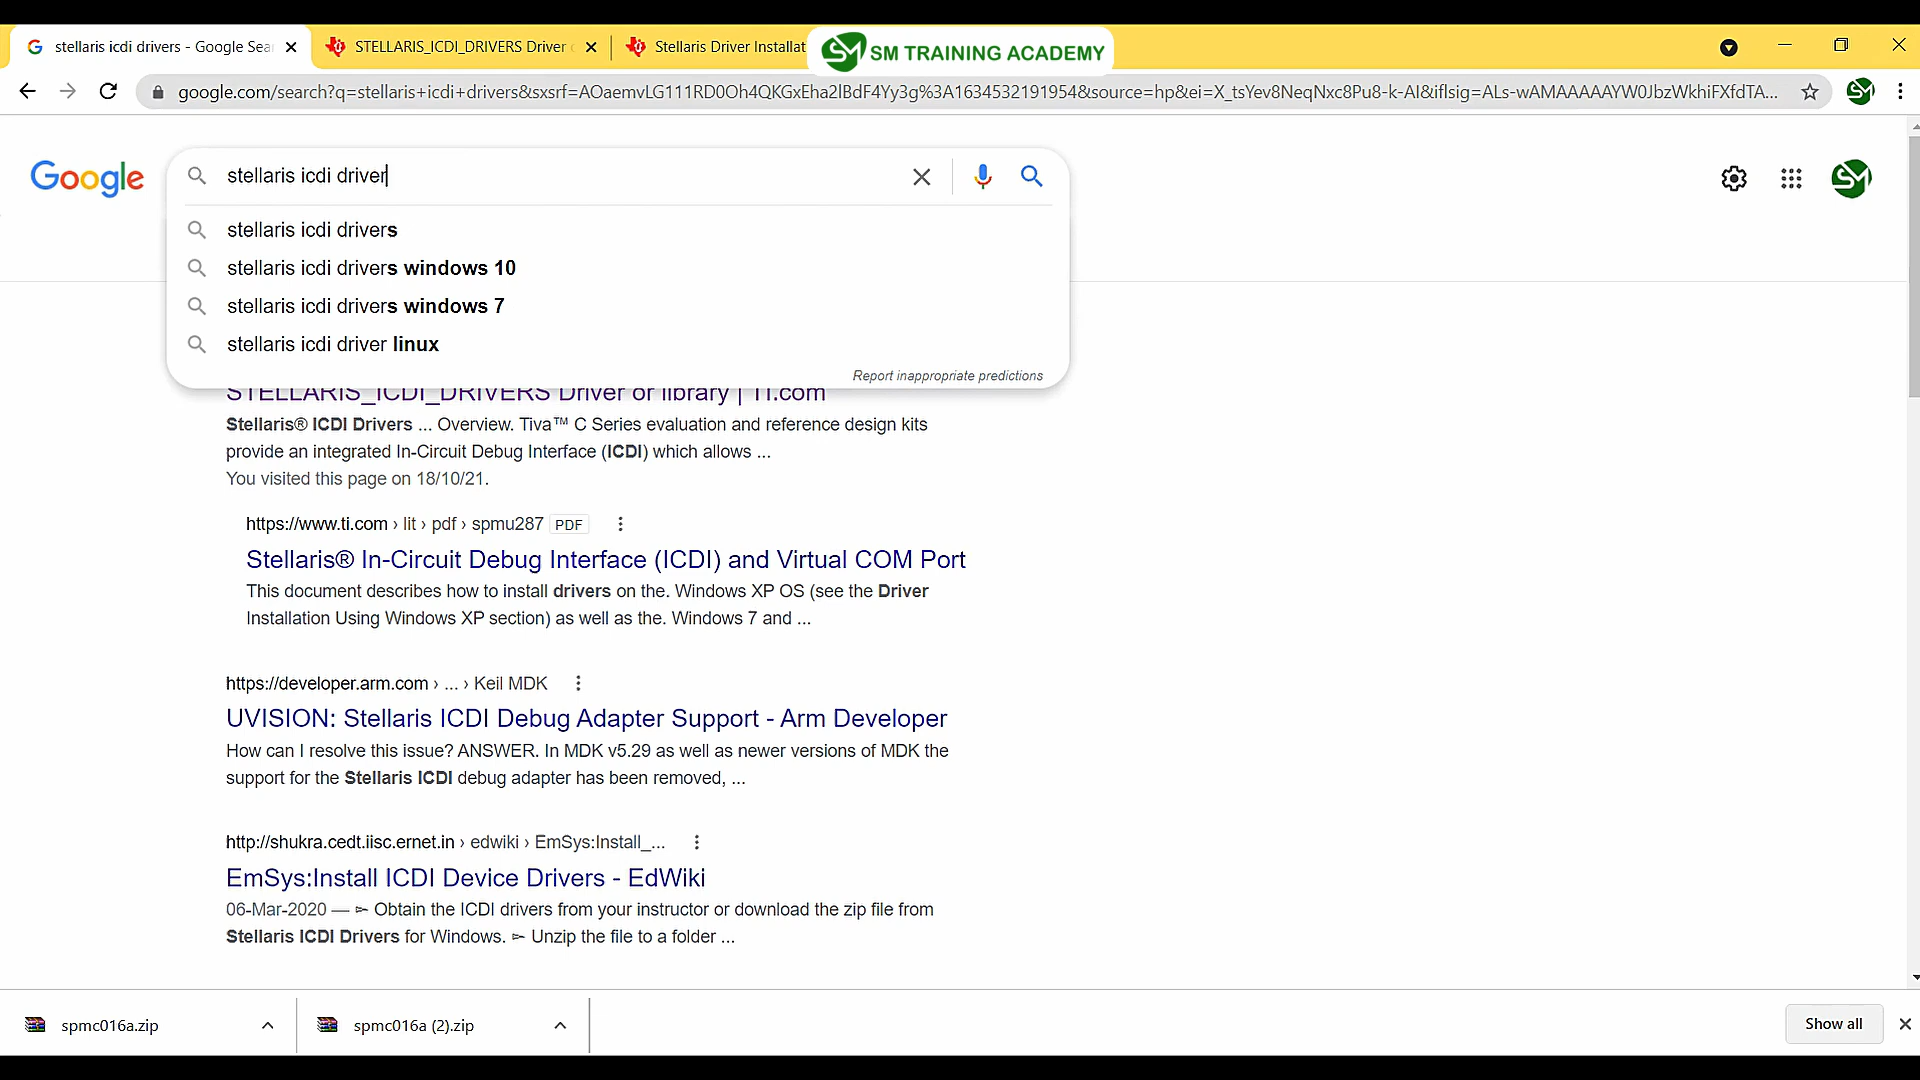 stellaris icdi drivers - Google Sea
STELLARIS_ICDI_DRIVERS Driver
Stellaris Driver Installat
SM TRAINING ACADEMY
google.com/search?q=stellaris+icdi+drivers&sxsrf=AOaemvLG111RD0Oh4QKGxEha2lBdF4Yy3g%3A1634532191954&source=hp&ei=X_tsYev8NeqNxc8Pu8-k-AI&iflsig=ALs-wAMAAAAAYW0JbzWkhiFXfdTA...
Google
stellaris icdi driver
stellaris icdi drivers
stellaris icdi drivers windows 10
stellaris icdi drivers windows 7
stellaris icdi driver linux
Report inappropriate predictions
STELLARIS_ICDI_DRIVERS Driver or library | TI.com
Stellaris® ICDI Drivers ... Overview. Tiva™ C Series evaluation and reference design kits
provide an integrated In-Circuit Debug Interface (ICDI) which allows ...
You visited this page on 18/10/21.
https://www.ti.com › lit › pdf › spmu287 PDF
Stellaris® In-Circuit Debug Interface (ICDI) and Virtual COM Port
This document describes how to install drivers on the. Windows XP OS (see the Driver
Installation Using Windows XP section) as well as the. Windows 7 and ...
https://developer.arm.com › ... › Keil MDK
UVISION: Stellaris ICDI Debug Adapter Support - Arm Developer
How can I resolve this issue? ANSWER. In MDK v5.29 as well as newer versions of MDK the
support for the Stellaris ICDI debug adapter has been removed, ...
http://shukra.cedt.iisc.ernet.in › edwiki › EmSys:Install_...
EmSys:Install ICDI Device Drivers - EdWiki
06-Mar-2020 — ➣ Obtain the ICDI drivers from your instructor or download the zip file from
Stellaris ICDI Drivers for Windows. ➣ Unzip the file to a folder ...
spmc016a.zip
spmc016a (2).zip
Show all